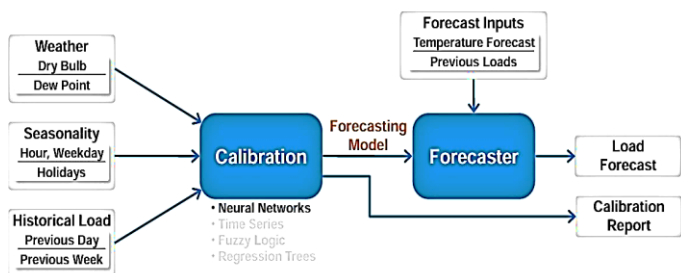 Weather
Dry Bulb
Dew Point
Seasonality
Hour, Weekday
Holidays
Historical Load
Previous Day
Previous Week
Calibration
• Neural Networks
• Time Series
• Fuzzy Logic
• Regression Trees
Forecasting
Model
Forecast Inputs
Temperature Forecast
Previous Loads
Forecaster
Load
Forecast
Calibration
Report